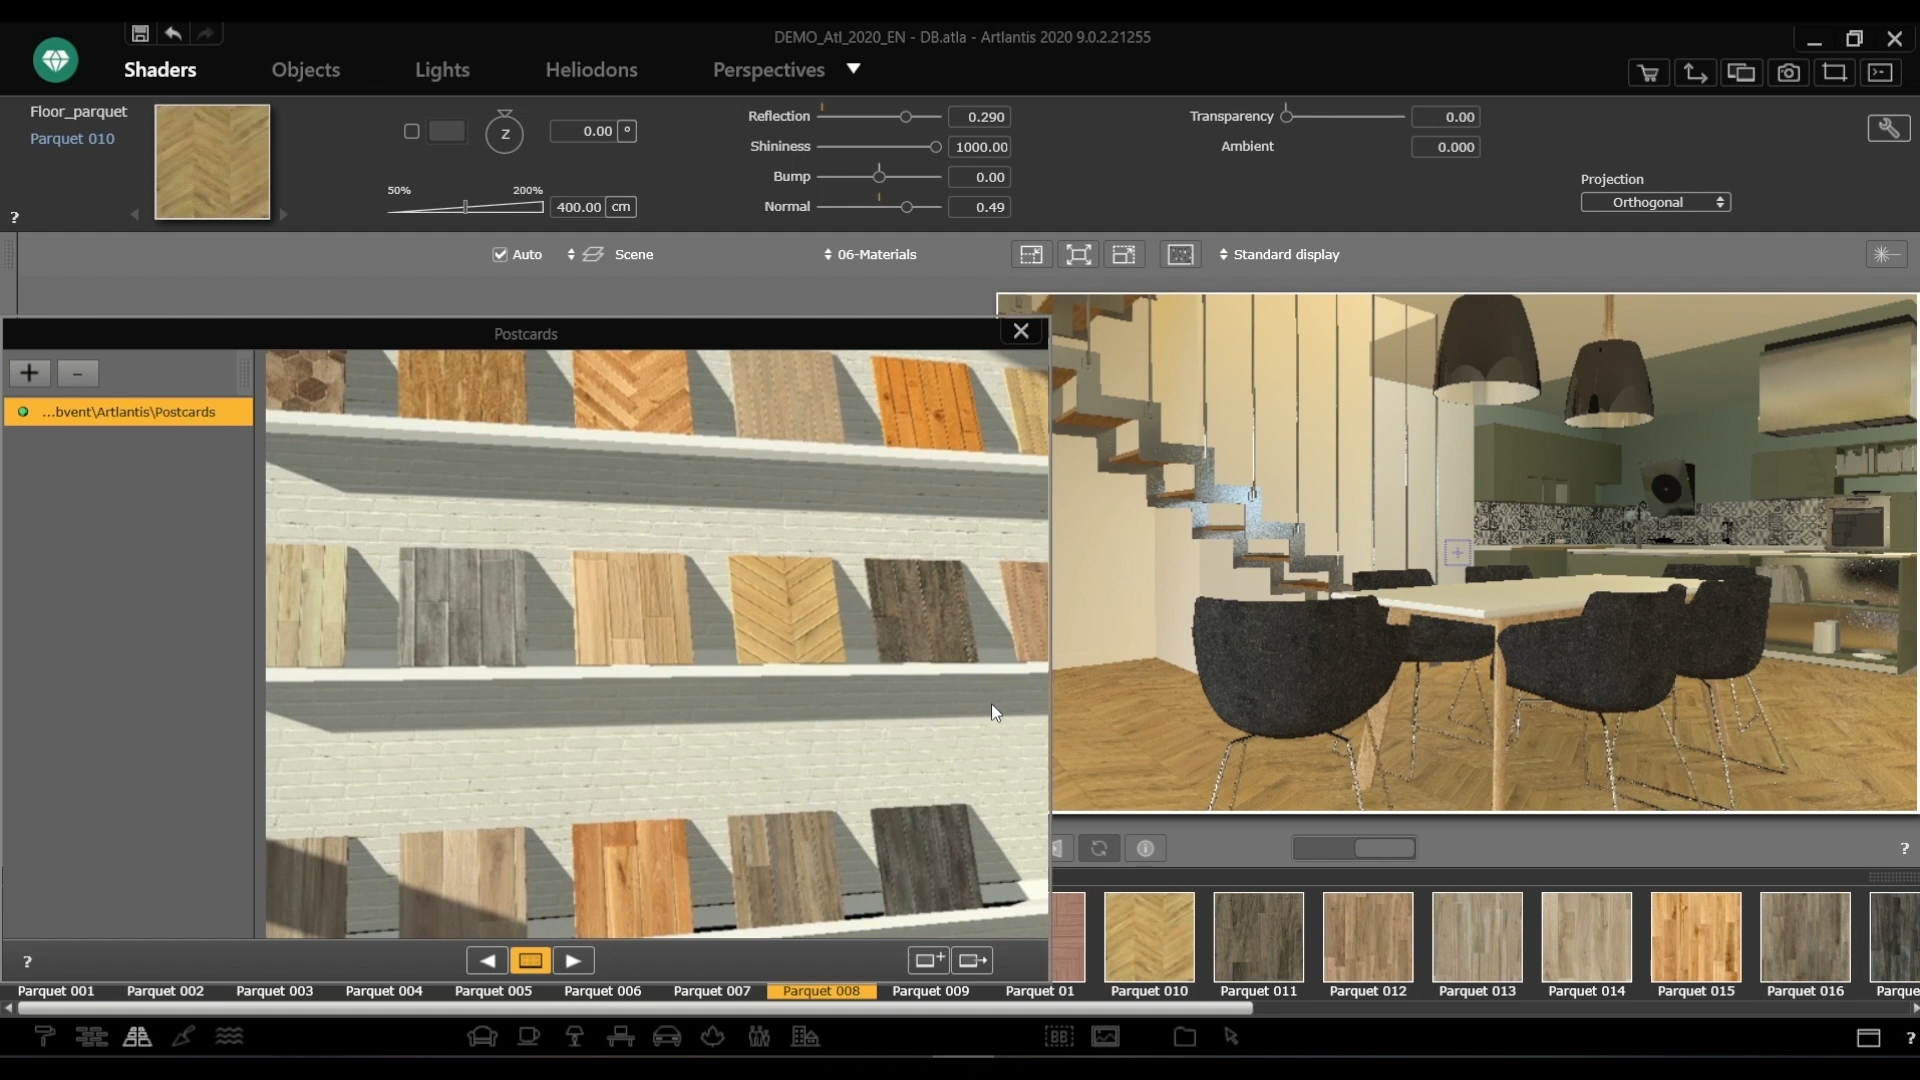 DEMO_Atl_2020_EN - DB.atla - Artlantis 2020 9.0.2.21255
Shaders Objects Lights Heliodons Perspectives
Floor_parquet
Parquet 010
Z
0.00 °
50% 200%
400.00 cm
Reflection 0.290
Shininess 1000.00
Bump 0.00
Normal 0.49
Transparency 0.00
Ambient 0.000
Projection
Orthogonal
?
Auto Scene 06-Materials Standard display
Postcards
+ -
...bvent\Artlantis\Postcards
?
?
Parquet 001 Parquet 002 Parquet 003 Parquet 004 Parquet 005 Parquet 006 Parquet 007 Parquet 008 Parquet 009 Parquet 01 Parquet 010 Parquet 011 Parquet 012 Parquet 013 Parquet 014 Parquet 015 Parquet 016 Parque
BB
?